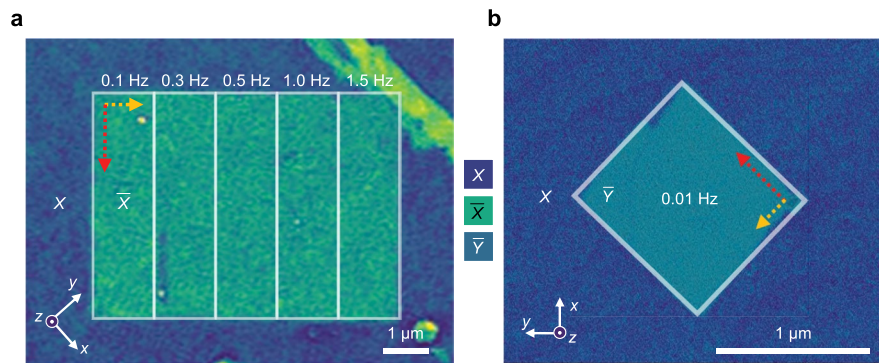 a
0.1 Hz 0.3 Hz 0.5 Hz 1.0 Hz 1.5 Hz
X
X̅
y
z
x
1 μm
X
X̅
Y̅
b
X
Y̅
0.01 Hz
x
y
z
1 μm